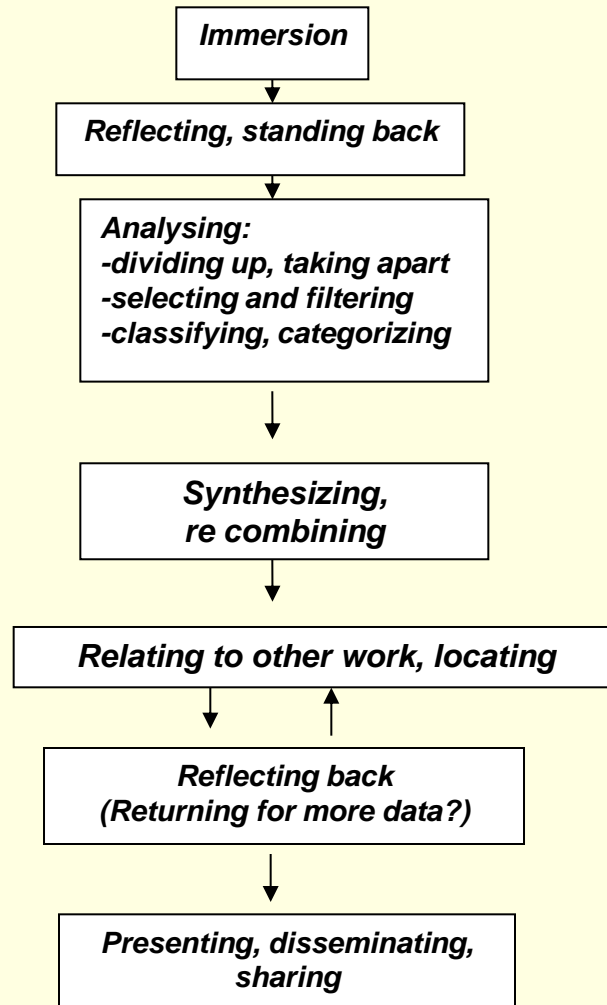 Immersion
Reflecting, standing back
Analysing:
-dividing up, taking apart
-selecting and filtering
-classifying, categorizing
Synthesizing,
re combining
Relating to other work, locating
Reflecting back
(Returning for more data?)
Presenting, disseminating,
sharing